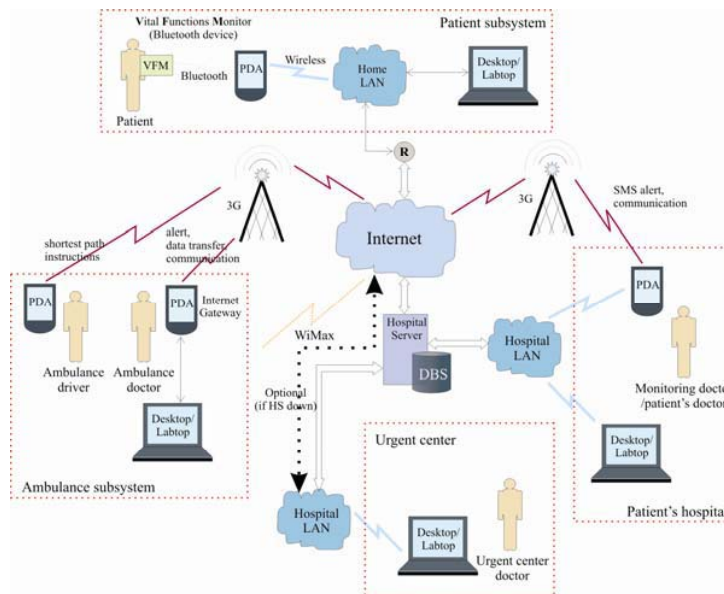 Vital Functions Monitor
(Bluetooth device)
Patient subsystem
VFM
Bluetooth
PDA
Wireless
Home
LAN
Desktop/
Labtop
Patient
R
3G
3G
SMS alert,
communication
shortest path
instructions
alert,
data transfer,
communication
Internet
PDA
Ambulance
driver
Ambulance
doctor
PDA
Internet
Gateway
WiMax
Hospital
Server
DBS
Hospital
LAN
PDA
Monitoring docto
/patient's doctor
Optional
(if HS down)
Desktop/
Labtop
Ambulance subsystem
Urgent center
Desktop/
Labtop
Patient's hospital
Hospital
LAN
Desktop/
Labtop
Urgent center
doctor